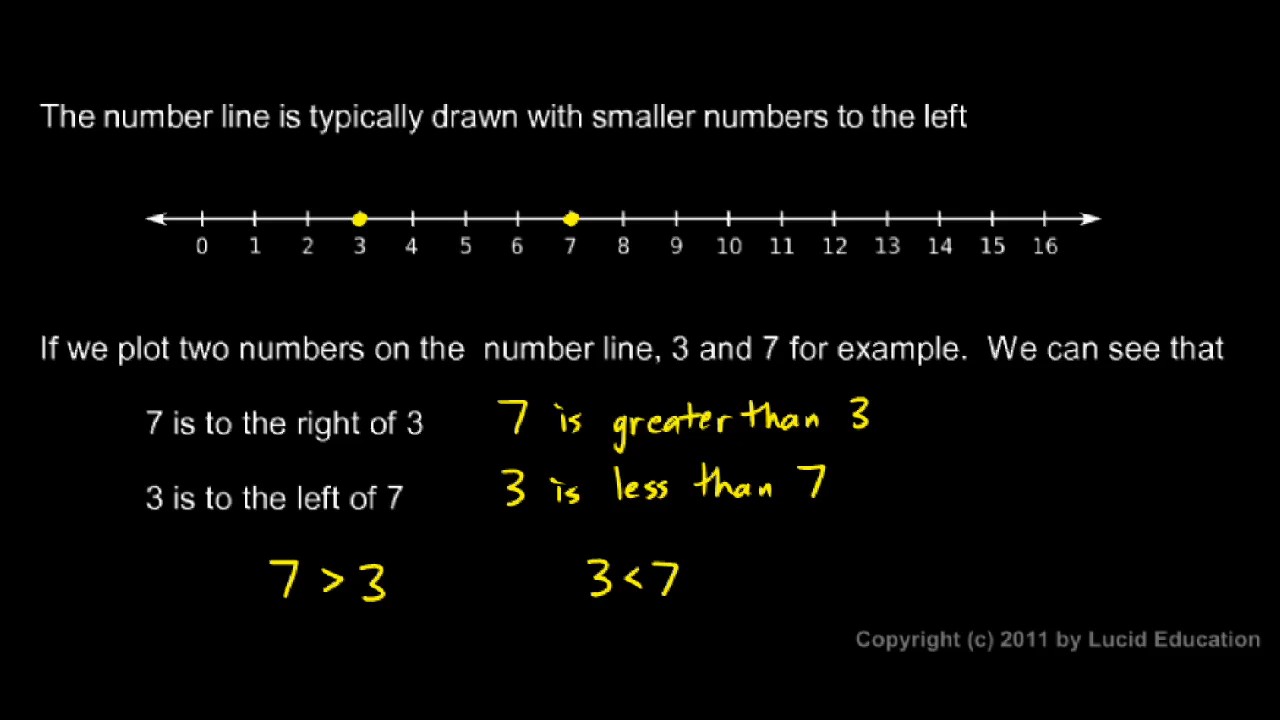 The number line is typically drawn with smaller numbers to the left
0 1 2 3 4 5 6 7 8 9 10 11 12 13 14 15 16
If we plot two numbers on the number line, 3 and 7 for example. We can see that
7 is to the right of 3 7 is greater than 3
3 is to the left of 7 3 is less than 7
7 > 3 3 < 7
Copyright (c) 2011 by Lucid Education